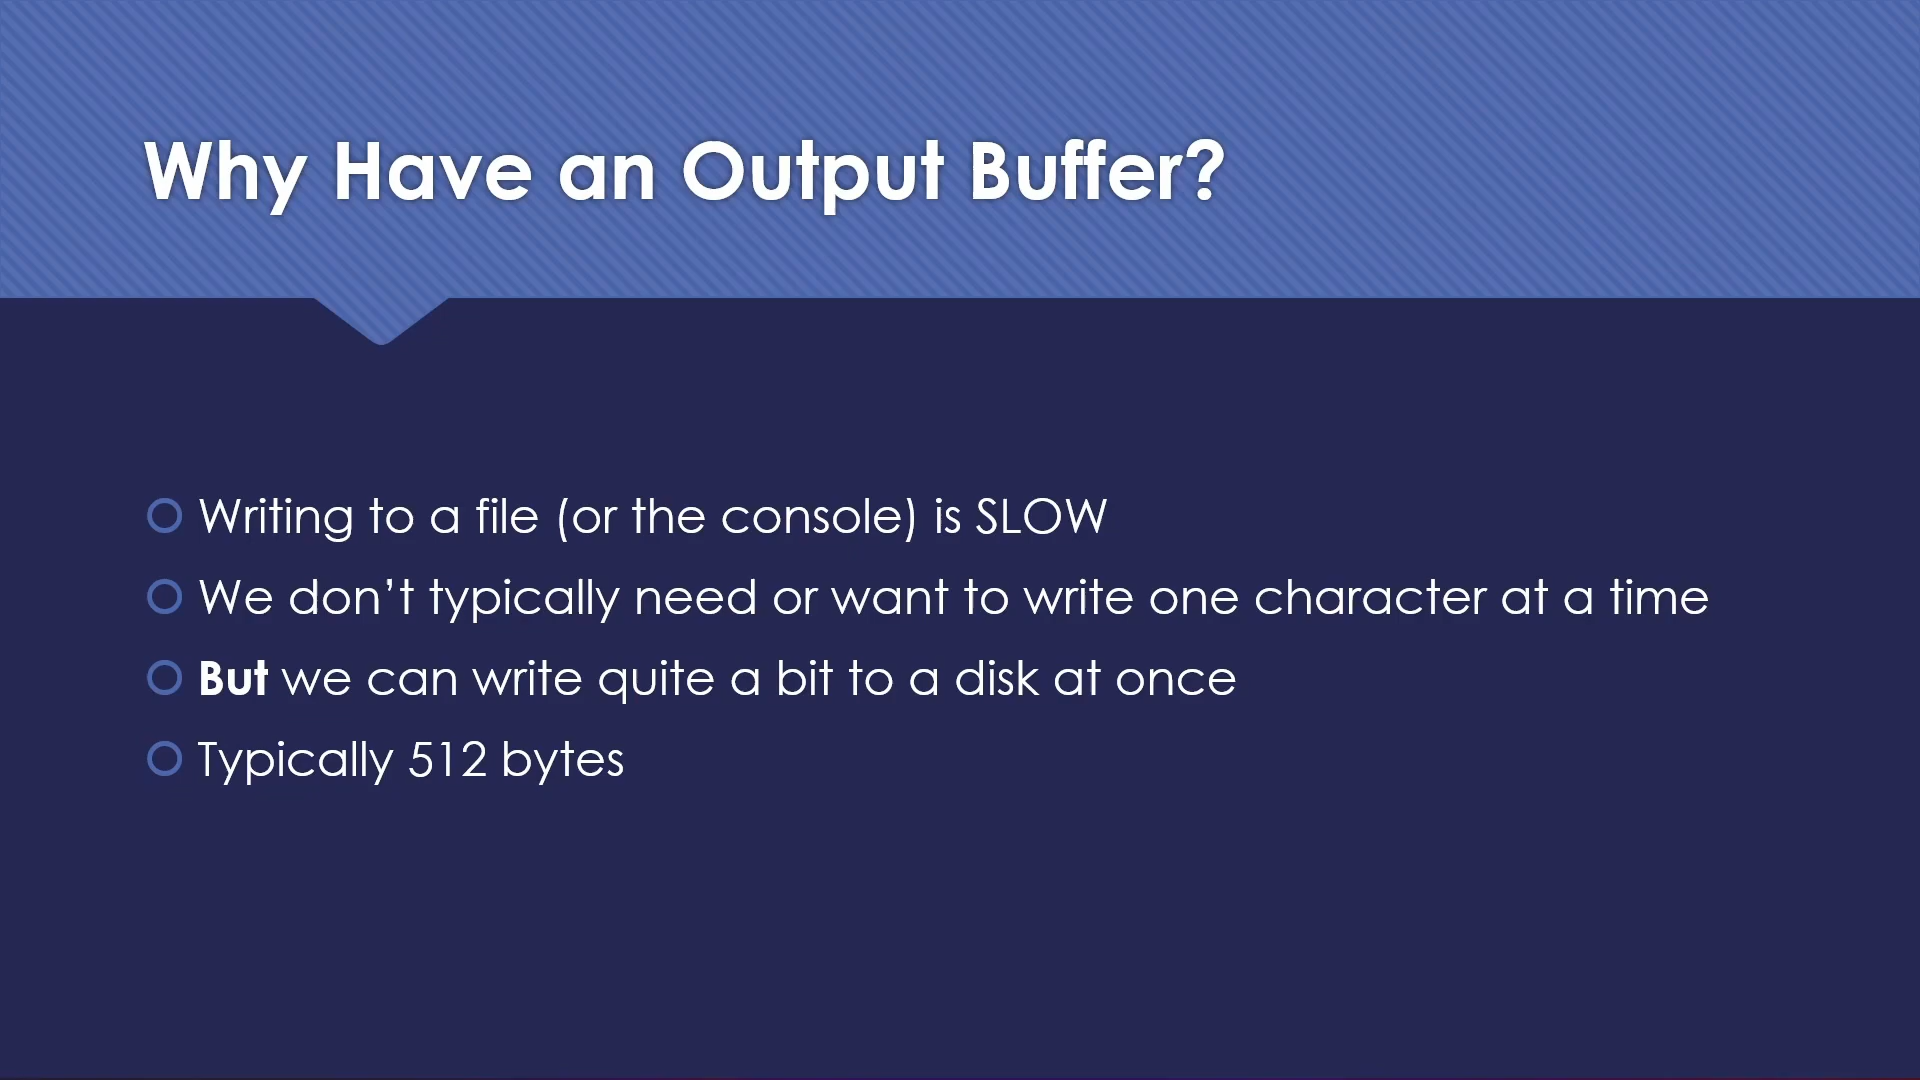 Why Have an Output Buffer?
Writing to a file (or the console) is SLOW
We don’t typically need or want to write one character at a time
But we can write quite a bit to a disk at once
Typically 512 bytes